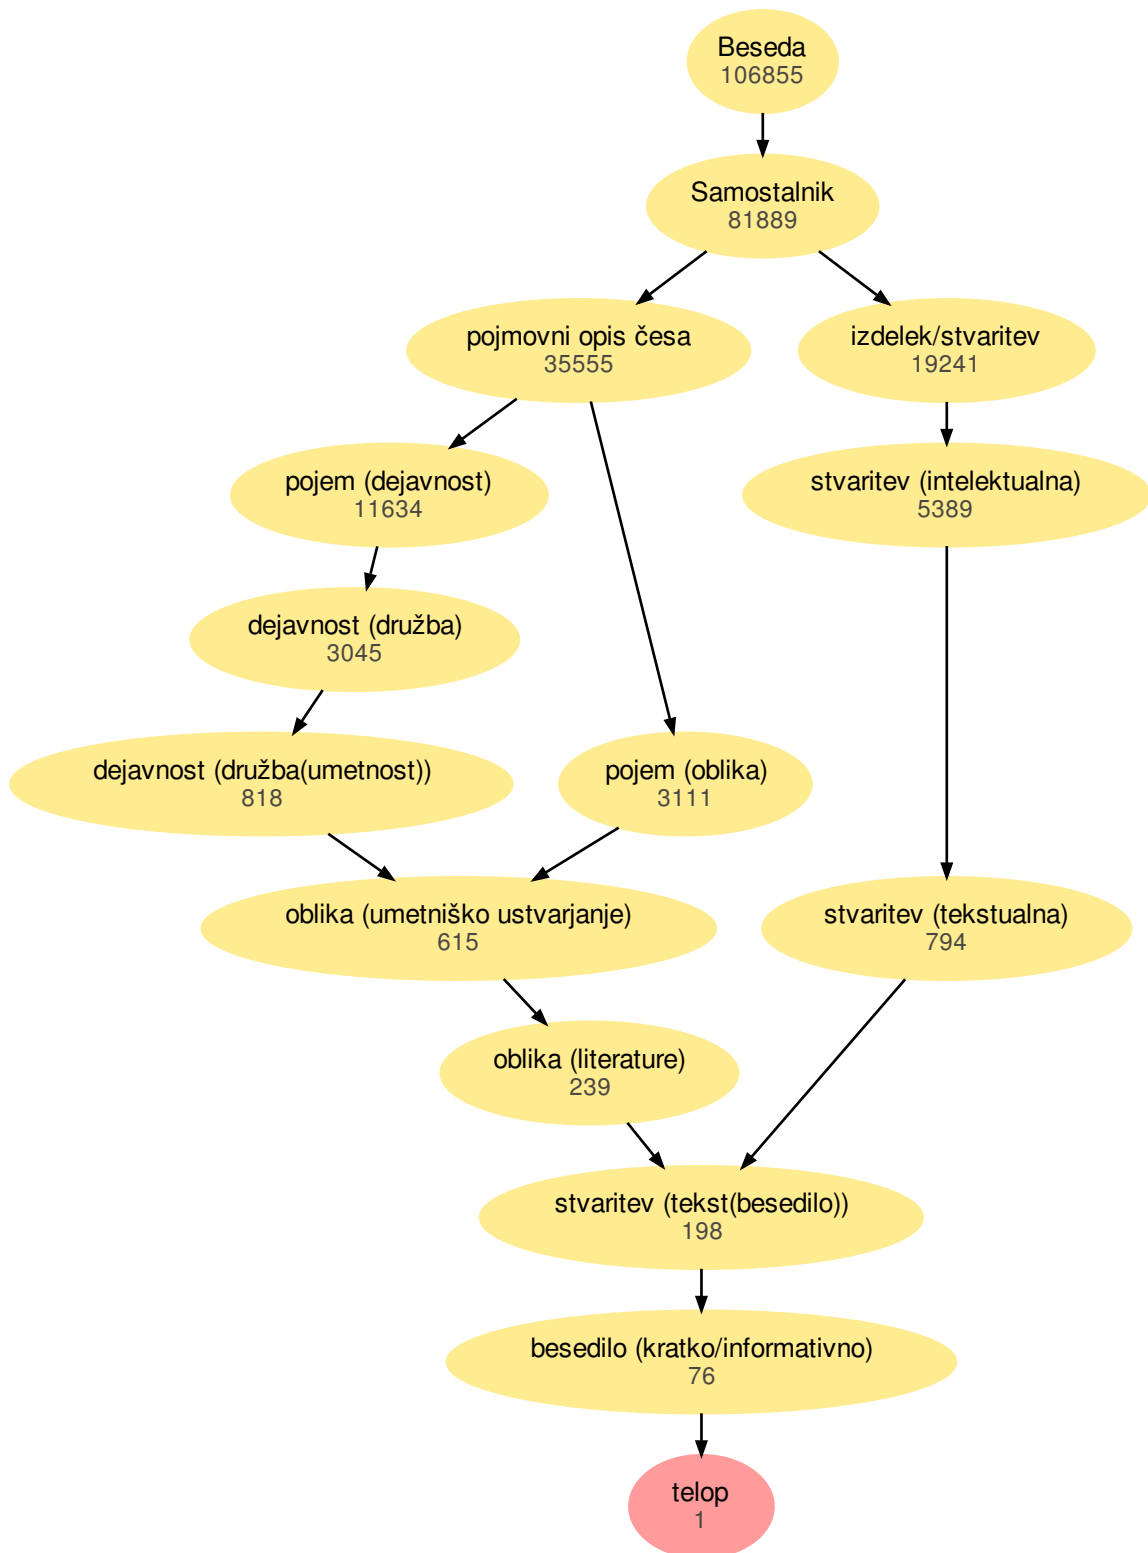 Beseda
106855
Samostalnik
81889
pojmovni opis česa
35555
izdelek/stvaritev
19241
pojem (dejavnost)
11634
stvaritev (intelektualna)
5389
dejavnost (družba)
3045
dejavnost (družba(umetnost))
818
pojem (oblika)
3111
oblika (umetniško ustvarjanje)
615
stvaritev (tekstualna)
794
oblika (literature)
239
stvaritev (tekst(besedilo))
198
besedilo (kratko/informativno)
76
telop
1